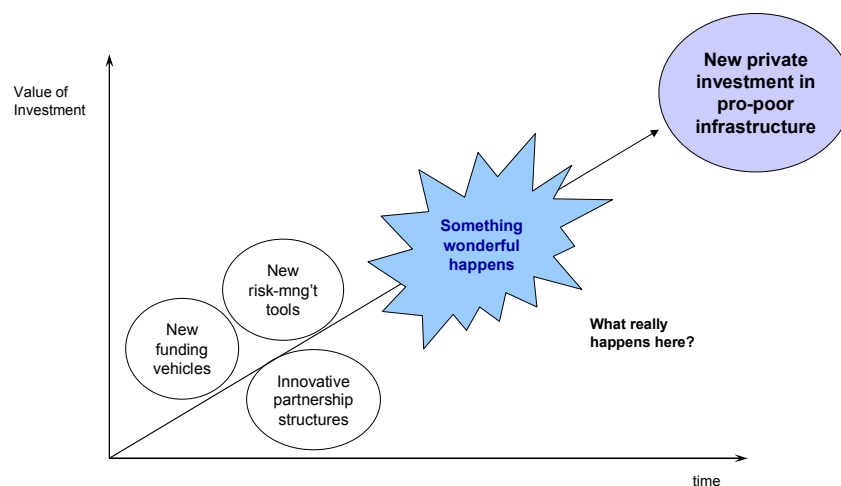 New private
investment in
pro-poor
infrastructure
Value of
Investment
Something
wonderful
happens
New
risk-mng't
tools
New
funding
vehicles
What really
happens here?
Innovative
partnership
structures
time